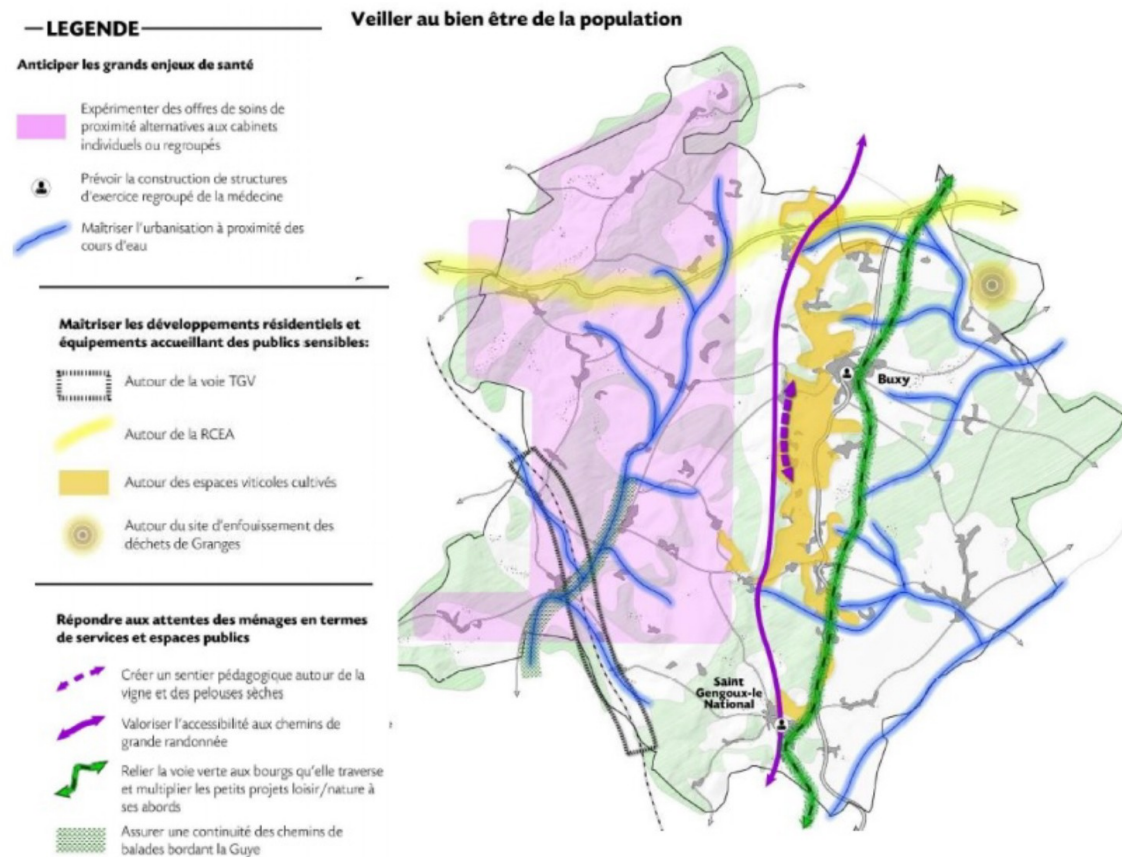 Veiller au bien être de la population
LEGENDE
Anticiper les grands enjeux de santé
Expérimenter des offres de soins de
proximité alternatives aux cabinets
individuels ou regroupés
Prévoir la construction de structures
d'exercice regroupé de la médecine
Maîtriser l'urbanisation à proximité des
cours d'eau
Maîtriser les développements résidentiels et
équipements accueillant des publics sensibles:
Autour de la voie TGV
Autour de la RCEA
Autour des espaces viticoles cultivés
Autour du site d'enfouissement des
déchets de Granges
Répondre aux attentes des ménages en termes
de services et espaces publics
Créer un sentier pédagogique autour de la
vigne et des pelouses sèches
Valoriser l'accessibilité aux chemins de
grande randonnée
Relier la voie verte aux bourgs qu'elle traverse
et multiplier les petits projets loisir/nature à
ses abords
Assurer une continuité des chemins de
balades bordant la Guye
Buxy
Saint
Gengoux-le
National